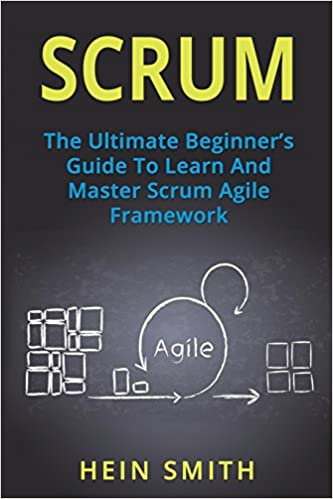 SCRUM
The Ultimate Beginner's
Guide To Learn And
Master Scrum Agile
Framework
Agile
HEIN SMITH